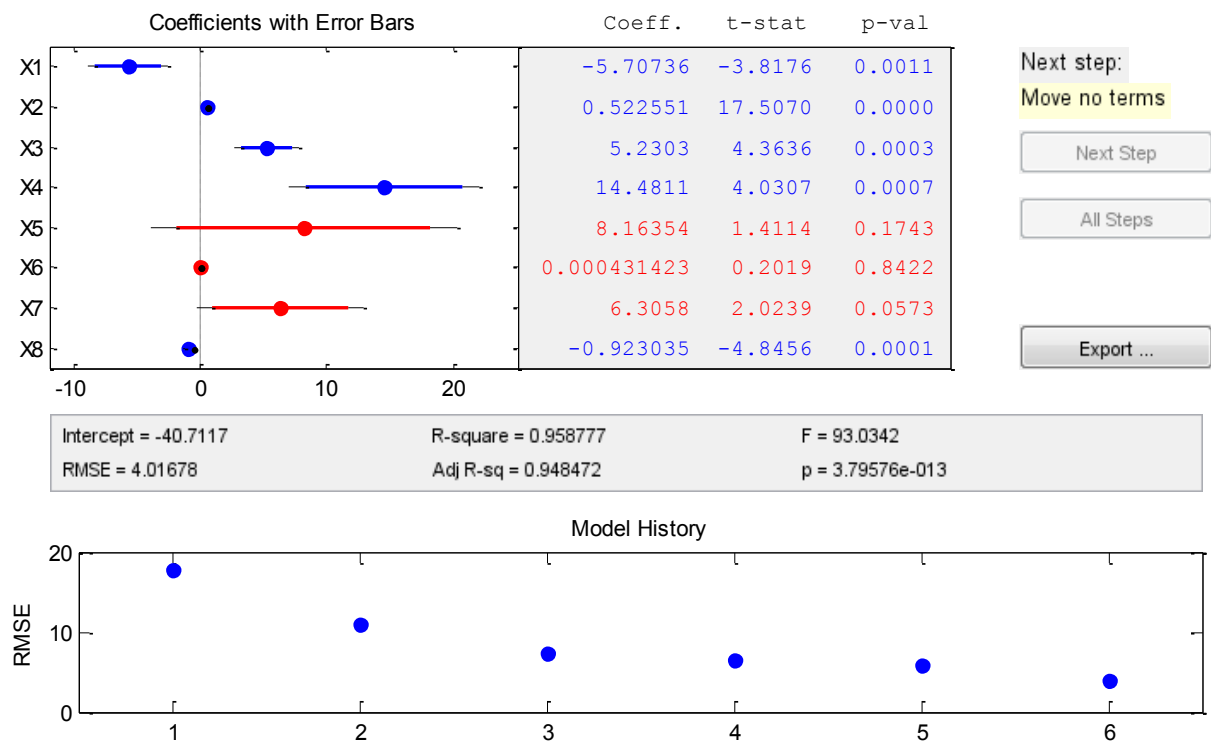 Coefficients with Error Bars Coeff. t-stat p-val
X1 -5.70736 -3.8176 0.0011
X2 0.522551 17.5070 0.0000
X3 5.2303 4.3636 0.0003
X4 14.4811 4.0307 0.0007
X5 8.16354 1.4114 0.1743
X6 0.000431423 0.2019 0.8422
X7 6.3058 2.0239 0.0573
X8 -0.923035 -4.8456 0.0001
-10 0 10 20
Next step:
Move no terms
Next Step
All Steps
Export ...
Intercept = -40.7117 R-square = 0.958777 F = 93.0342
RMSE = 4.01678 Adj R-sq = 0.948472 p = 3.79576e-013
Model History
RMSE
20
10
0
1 2 3 4 5 6